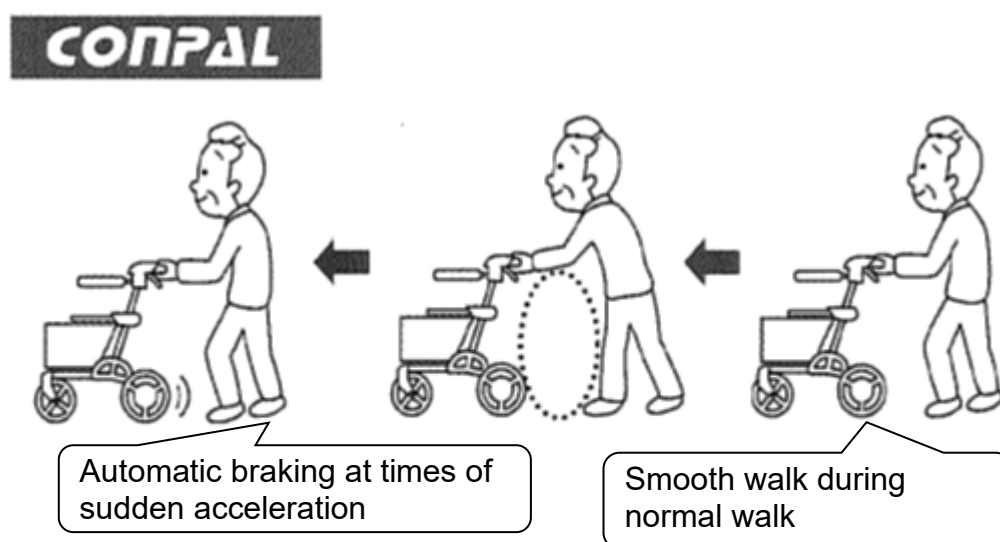 CONPAL
Automatic braking at times of
sudden acceleration
Smooth walk during
normal walk